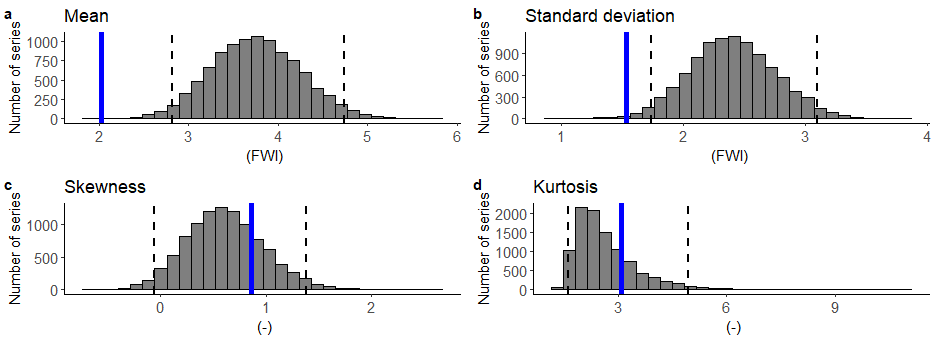 a Mean
Number of series
1000
750
500
250
0
2 3 4 5 6
(FWI)
b Standard deviation
Number of series
900
600
300
0
1 2 3 4
(FWI)
c Skewness
Number of series
1000
500
0
0 1 2
(-)
d Kurtosis
Number of series
2000
1500
1000
500
0
3 6 9
(-)